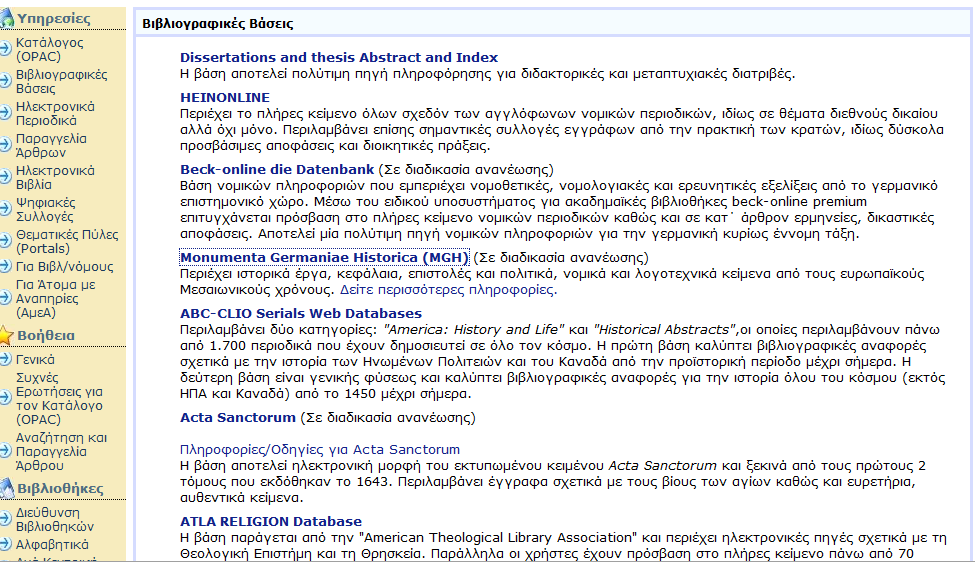 Υπηρεσίες
Κατάλογος
(OPAC)
Βιβλιογραφικές
Βάσεις
Ηλεκτρονικά
Περιοδικά
Παραγγελία
Άρθρων
Ηλεκτρονικά
Βιβλία
Ψηφιακές
Συλλογές
Θεματικές Πύλες
(Portals)
Για Βιβλ/νόμους
Για Άτομα με
Αναπηρίες
(ΑμεΑ)
Βοήθεια
Γενικά
Συχνές
Ερωτήσεις για
τον Κατάλογο
(OPAC)
Αναζήτηση και
Παραγγελία
Άρθρου
Βιβλιοθήκες
Διεύθυνση
Βιβλιοθηκών
Αλφαβητικά
Βιβλιογραφικές Βάσεις
Dissertations and thesis Abstract and Index
Η βάση αποτελεί πολύτιμη πηγή πληροφόρησης για διδακτορικές και μεταπτυχιακές διατριβές.
HEINONLINE
Περιέχει το πλήρες κείμενο όλων σχεδόν των αγγλόφωνων νομικών περιοδικών, ιδίως σε θέματα διεθνούς δικαίου
αλλά όχι μόνο. Περιλαμβάνει επίσης σημαντικές συλλογές εγγράφων από την πρακτική των κρατών, ιδίως δύσκολα
προσβάσιμες αποφάσεις και διοικητικές πράξεις.
Beck-online die Datenbank (Σε διαδικασία ανανέωσης)
Βάση νομικών πληροφοριών που εμπεριέχει νομοθετικές, νομολογιακές και ερευνητικές εξελίξεις από το γερμανικό
επιστημονικό χώρο. Μέσω του ειδικού υποσυστήματος για ακαδημαϊκές βιβλιοθήκες beck-online premium
επιτυγχάνεται πρόσβαση στο πλήρες κείμενο νομικών περιοδικών καθώς και σε κατ΄ άρθρον ερμηνείες, δικαστικές
αποφάσεις. Αποτελεί μία πολύτιμη πηγή νομικών πληροφοριών για την γερμανική κυρίως έννομη τάξη.
Monumenta Germaniae Historica (MGH) (Σε διαδικασία ανανέωσης)
Περιέχει ιστορικά έργα, κεφάλαια, επιστολές και πολιτικά, νομικά και λογοτεχνικά κείμενα από τους ευρωπαϊκούς
Μεσαιωνικούς χρόνους. Δείτε περισσότερες πληροφορίες.
ABC-CLIO Serials Web Databases
Περιλαμβάνει δύο κατηγορίες: "America: History and Life" και "Historical Abstracts",οι οποίες περιλαμβάνουν πάνω
από 1.700 περιοδικά που έχουν δημοσιευτεί σε όλο τον κόσμο. Η πρώτη βάση καλύπτει βιβλιογραφικές αναφορές
σχετικά με την ιστορία των Ηνωμένων Πολιτειών και του Καναδά από την προϊστορική περίοδο μέχρι σήμερα. Η
δεύτερη βάση είναι γενικής φύσεως και καλύπτει βιβλιογραφικές αναφορές για την ιστορία όλου του κόσμου (εκτός
ΗΠΑ και Καναδά) από το 1450 μέχρι σήμερα.
Acta Sanctorum (Σε διαδικασία ανανέωσης)
Πληροφορίες/Οδηγίες για Acta Sanctorum
Η βάση αποτελεί ηλεκτρονική μορφή του εκτυπωμένου κειμένου Acta Sanctorum και ξεκινά από τους πρώτους 2
τόμους που εκδόθηκαν το 1643. Περιλαμβάνει έγγραφα σχετικά με τους βίους των αγίων καθώς και ευρετήρια,
αυθεντικά κείμενα.
ATLA RELIGION Database
Η βάση παράγεται από την "American Theological Library Association" και περιέχει ηλεκτρονικές πηγές σχετικά με τη
Θεολογική Επιστήμη και τη Θρησκεία. Παράλληλα οι χρήστες έχουν πρόσβαση στο πλήρες κείμενο πάνω από 70